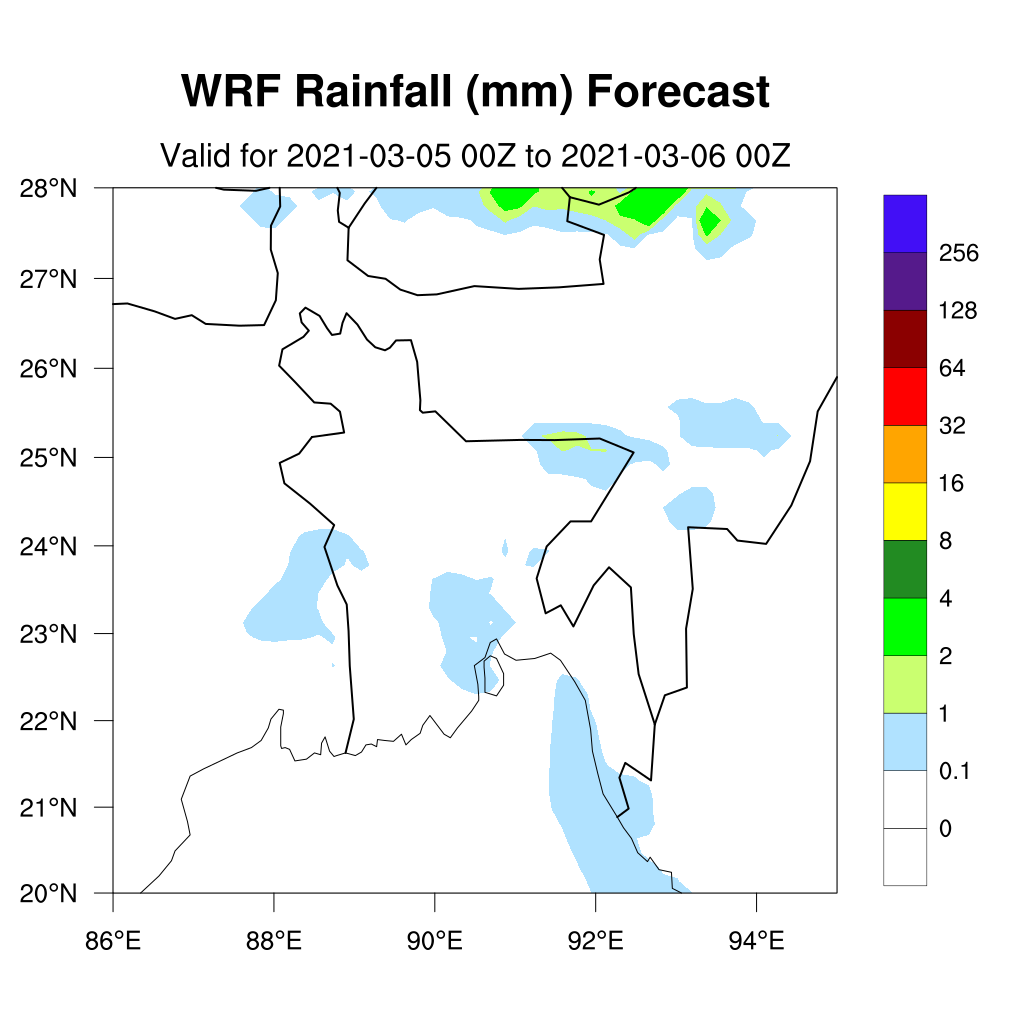 WRF Rainfall (mm) Forecast
Valid for 2021-03-05 00Z to 2021-03-06 00Z
28°N
27°N
26°N
25°N
24°N
23°N
22°N
21°N
20°N
86°E 88°E 90°E 92°E 94°E
256
128
64
32
16
8
4
2
1
0.1
0